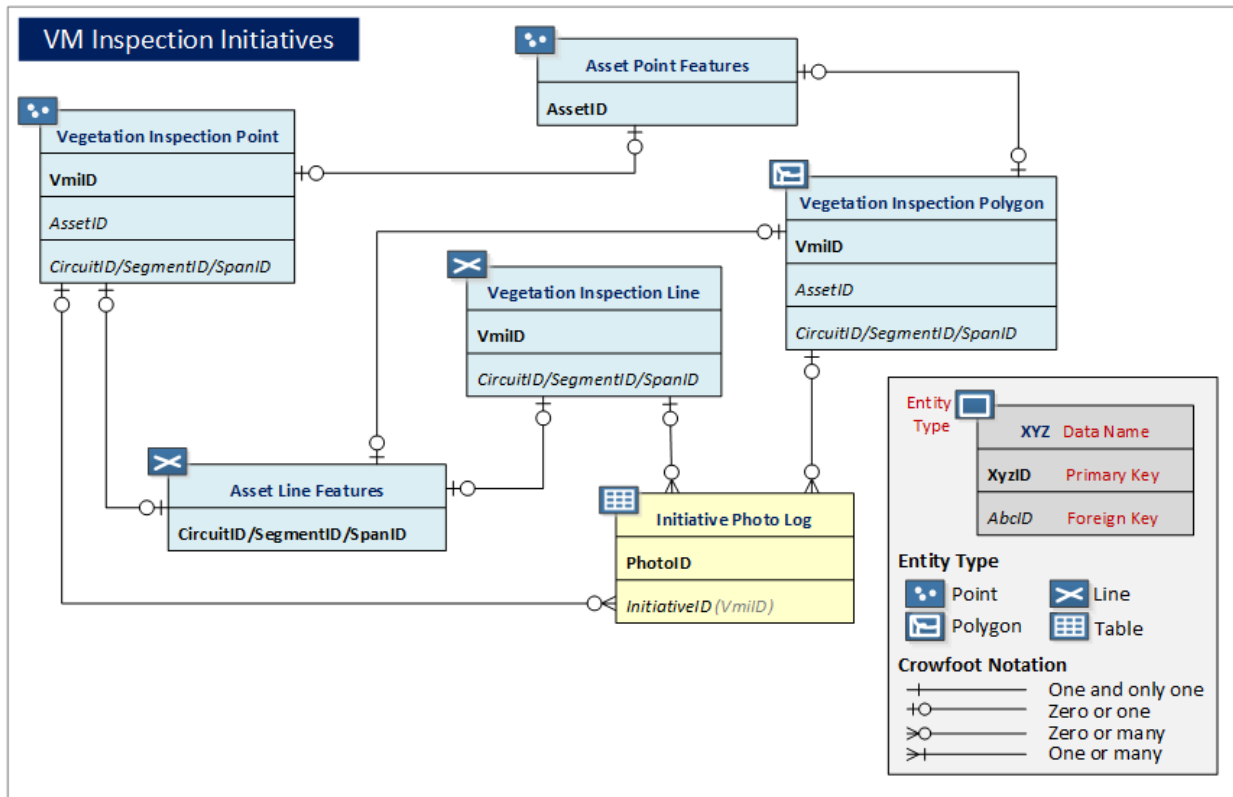 VM Inspection Initiatives
Asset Point Features
AssetID
Vegetation Inspection Point
VmiID
AssetID
CircuitID/SegmentID/SpanID
Vegetation Inspection Polygon
VmiID
AssetID
CircuitID/SegmentID/SpanID
Vegetation Inspection Line
VmiID
CircuitID/SegmentID/SpanID
Asset Line Features
CircuitID/SegmentID/SpanID
Initiative Photo Log
PhotoID
InitiativeID (VmiID)
Entity
Type
XYZ Data Name
XyzID Primary Key
AbcID Foreign Key
Entity Type
Point Line
Polygon Table
Crowfoot Notation
One and only one
Zero or one
Zero or many
One or many